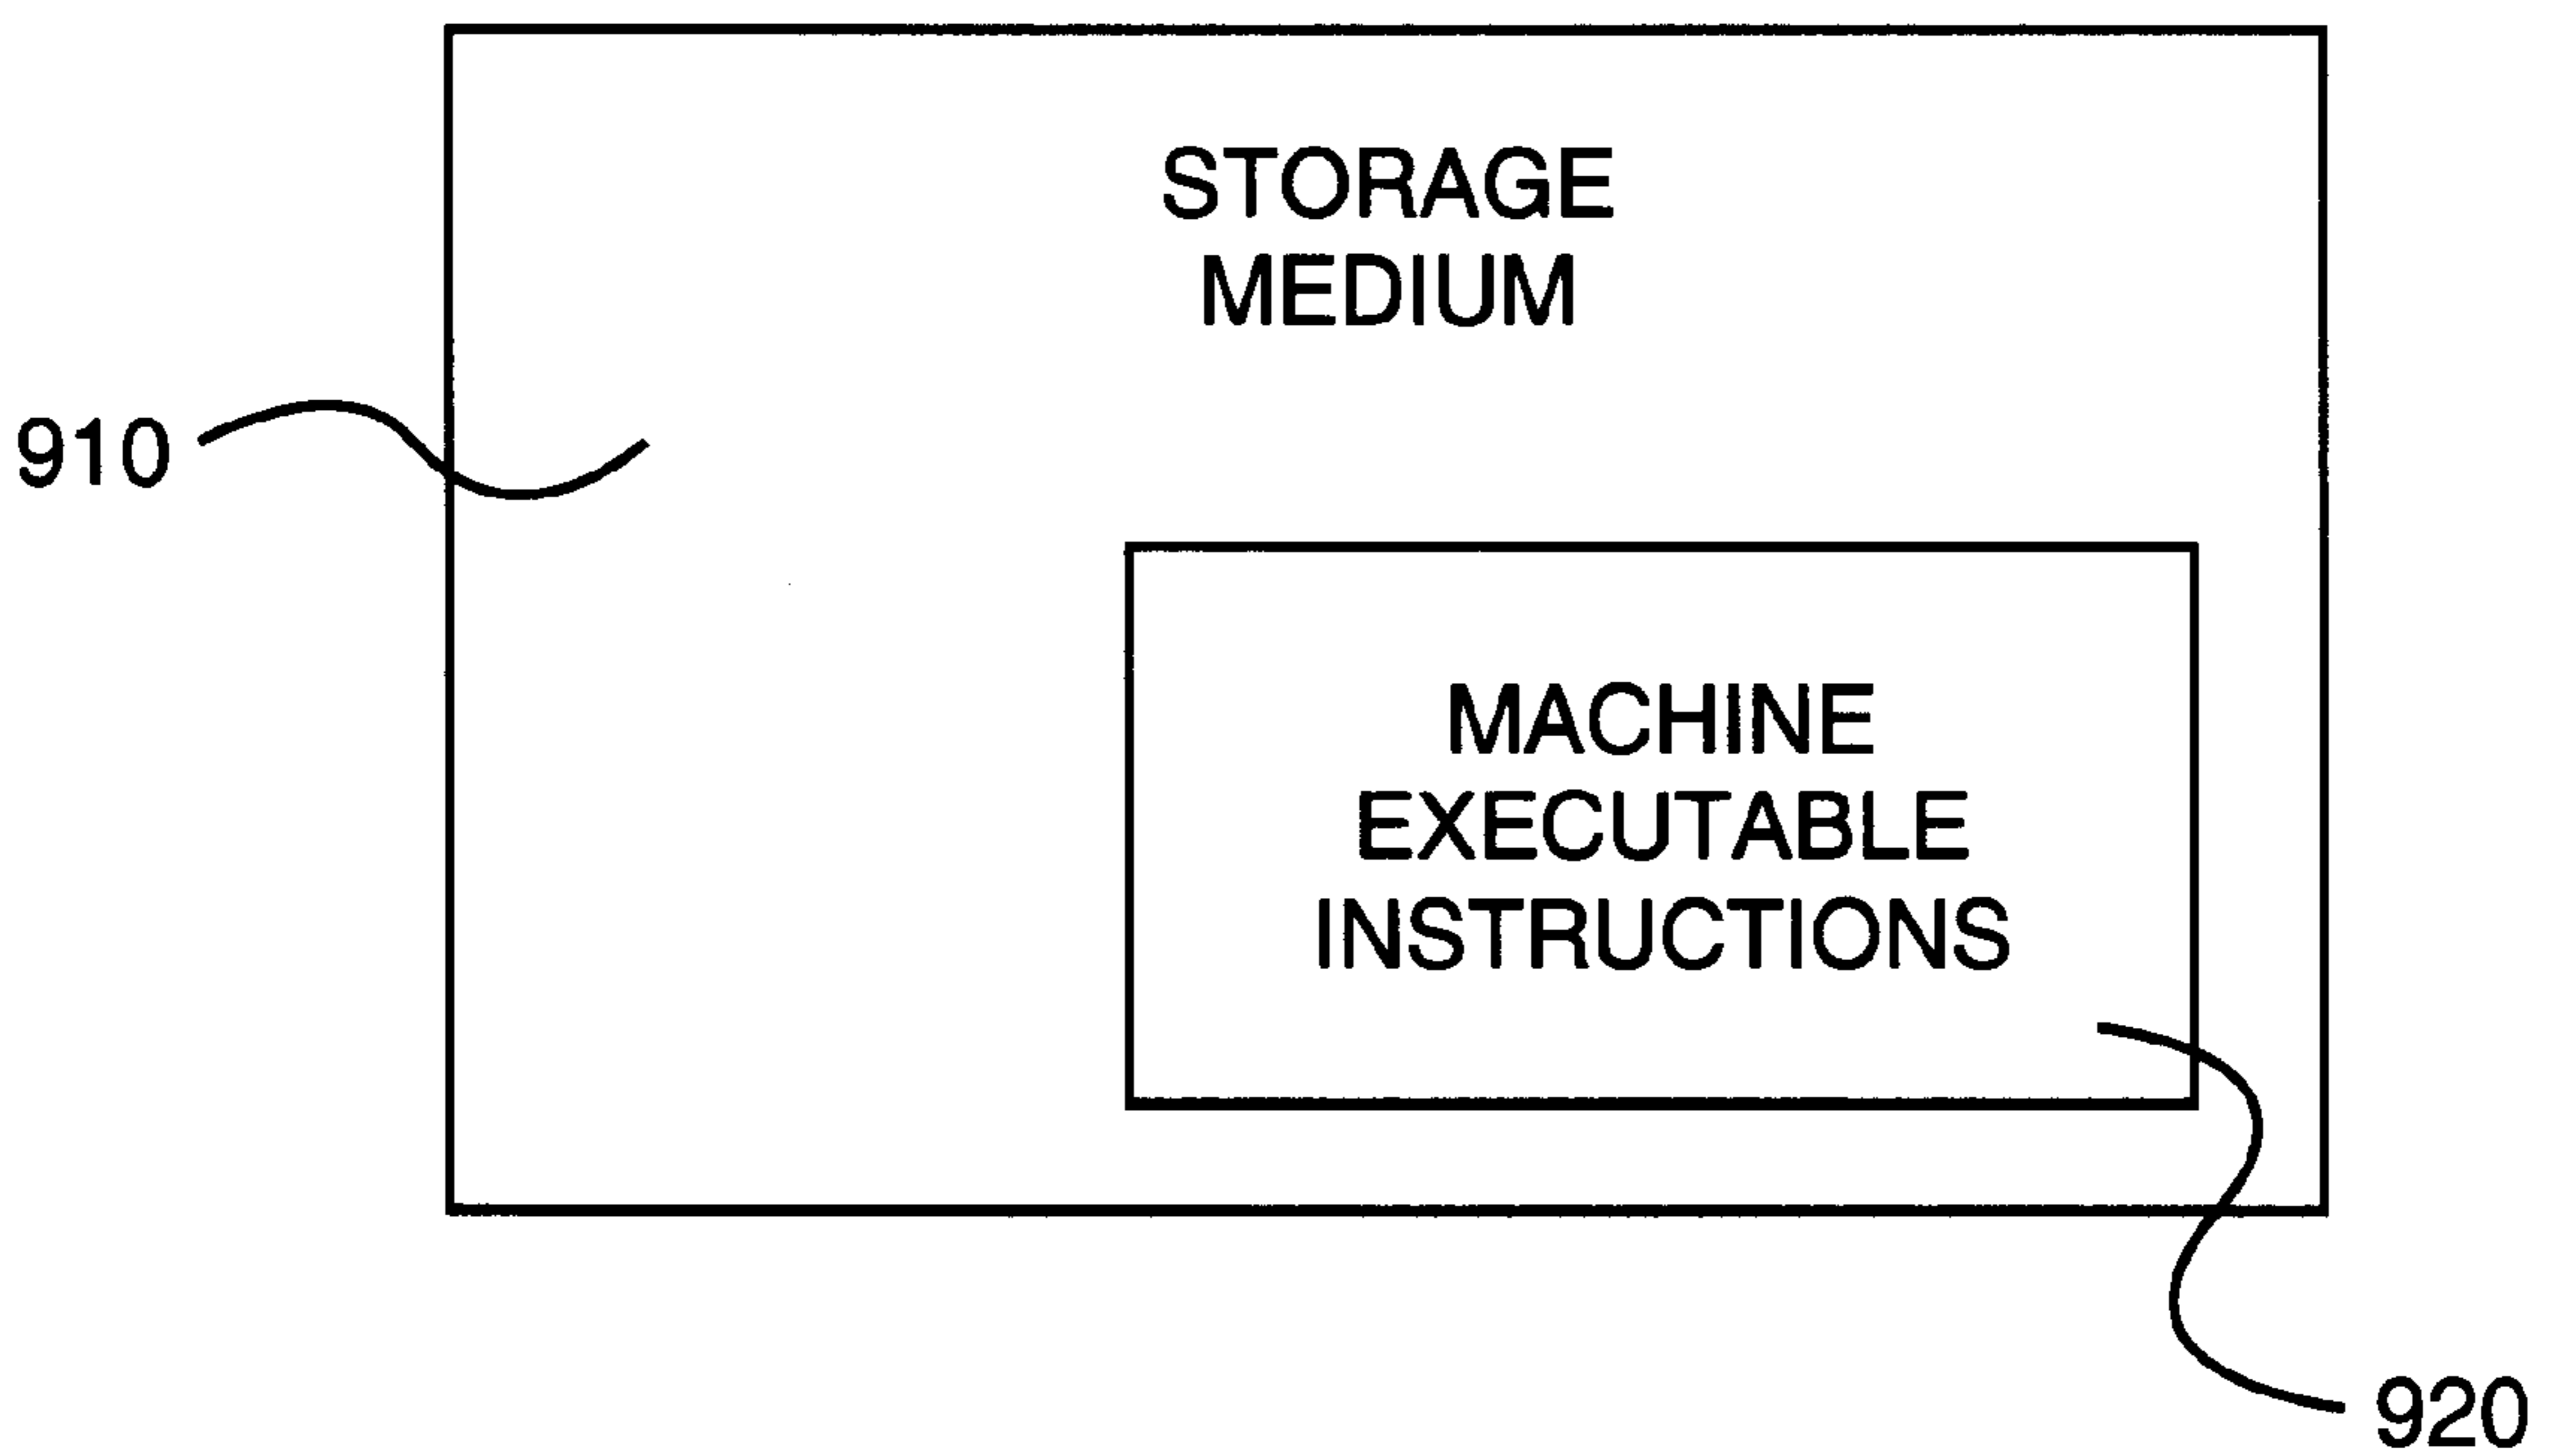 STORAGE
MEDIUM
910
MACHINE
EXECUTABLE
INSTRUCTIONS
920